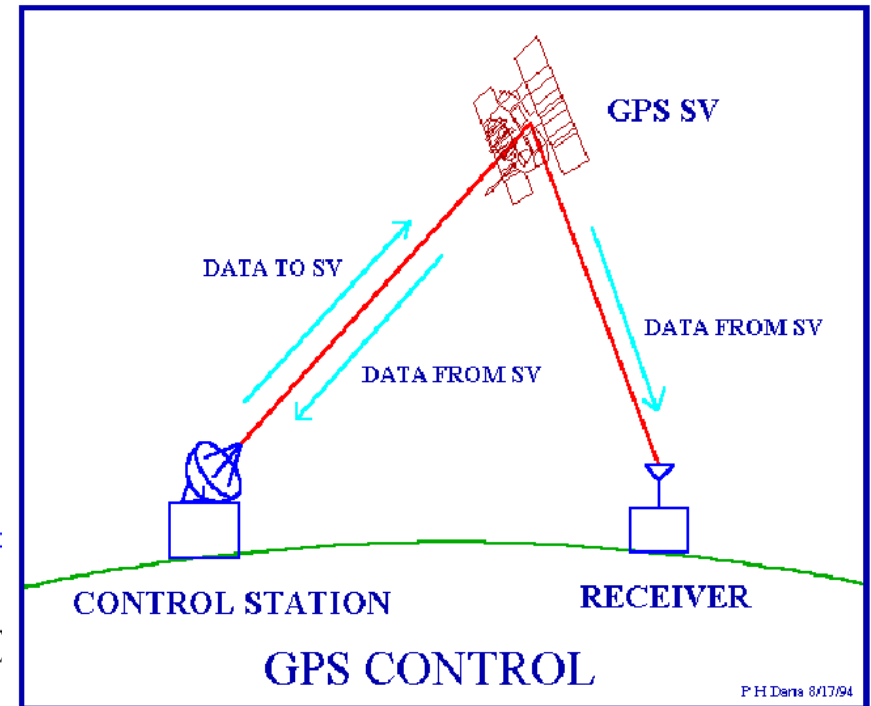 GPS SV
DATA TO SV
DATA FROM SV
DATA FROM SV
CONTROL STATION
RECEIVER
GPS CONTROL
P H Dana 8/17/94